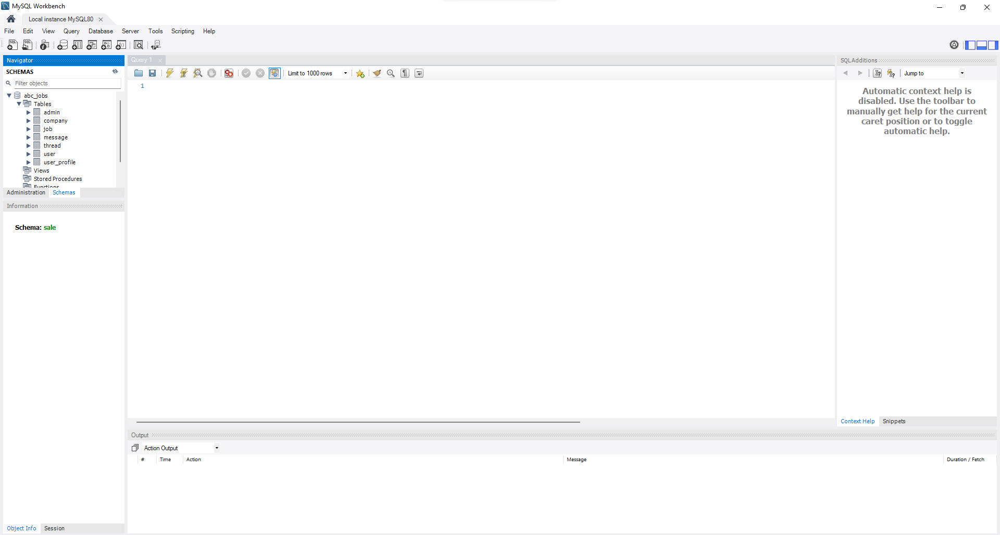 MySQL Workbench
Local instance MySQL80
File Edit View Query Database Server Tools Scripting Help
Navigator
SCHEMAS
Filter objects
abc_jobs
Tables
admin
company
job
message
thread
user
user_profile
Views
Stored Procedures
Functions
Administration Schemas
Information
Schema: sale
Object Info Session
Query 1
Limit to 1000 rows
1
SQLAdditions
Jump to
Automatic context help is
disabled. Use the toolbar to
manually get help for the current
caret position or to toggle
automatic help.
Context Help Snippets
Output
Action Output
# Time Action Message Duration / Fetch